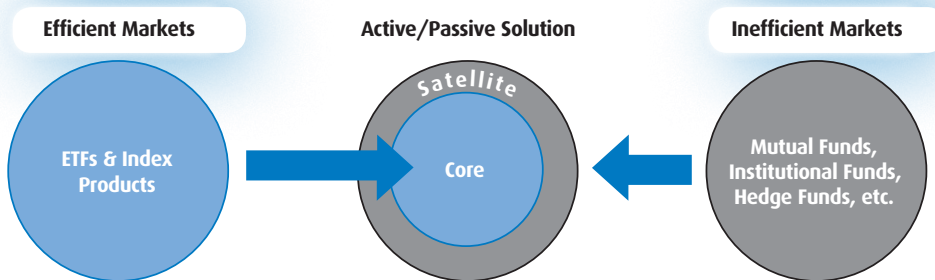 Efficient Markets
Active/Passive Solution
Inefficient Markets
ETFs & Index
Products
Satellite
Core
Mutual Funds,
Institutional Funds,
Hedge Funds, etc.